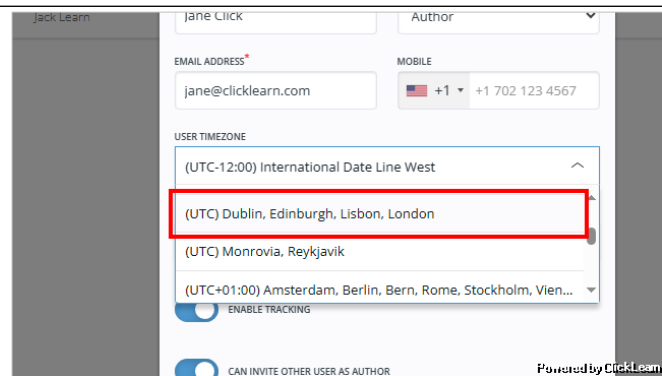 Jack Learn
Jane Click
Author
EMAIL ADDRESS*
MOBILE
jane@clicklearn.com
+1
+1 702 123 4567
USER TIMEZONE
(UTC-12:00) International Date Line West
(UTC) Dublin, Edinburgh, Lisbon, London
(UTC) Monrovia, Reykjavik
(UTC+01:00) Amsterdam, Berlin, Bern, Rome, Stockholm, Vien...
ENABLE TRACKING
CAN INVITE OTHER USER AS AUTHOR
Powered by ClickLearn